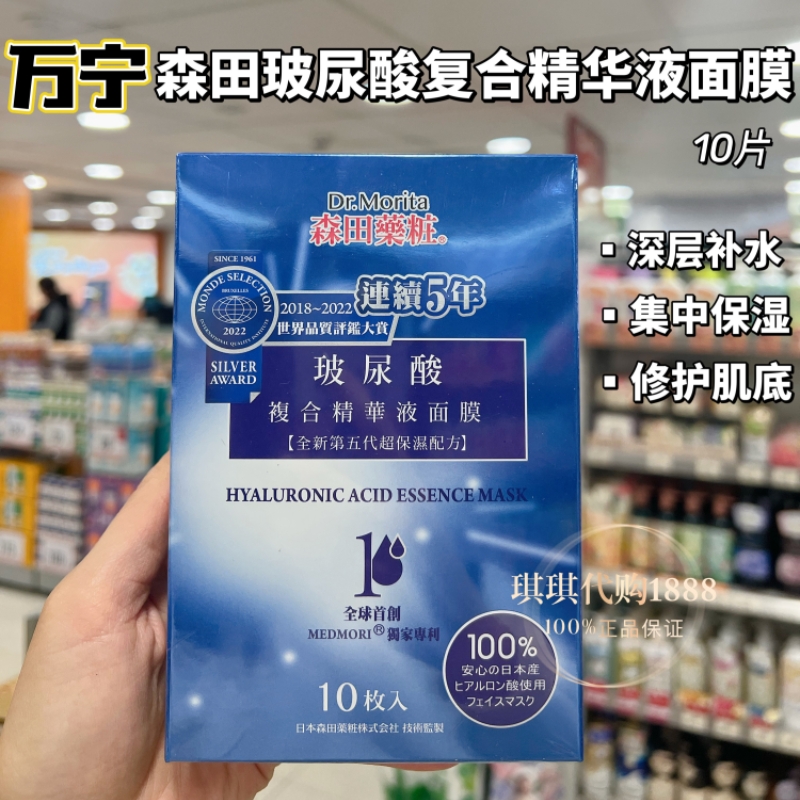 万宁 森田玻尿酸复合精华液面膜
10片
▪ 深层补水
▪ 集中保湿
▪ 修护肌底
Dr.Morita
森田藥粧®
SINCE 1961
MONDE SELECTION
BRUXELLES
INTERNATIONAL QUALITY INSTITUTE
2022
SILVER
AWARD
2018~2022 連續5年
世界品質評鑑大賞
玻尿酸
複合精華液面膜
【全新第五代超保濕配方】
HYALURONIC ACID ESSENCE MASK
全球首創
MEDMORI®獨家專利
100%
安心の日本産
ヒアルロン酸使用
フェイスマスク
10枚入
日本森田薬粧株式会社 技術監製
琪琪代购1888
100%正品保证